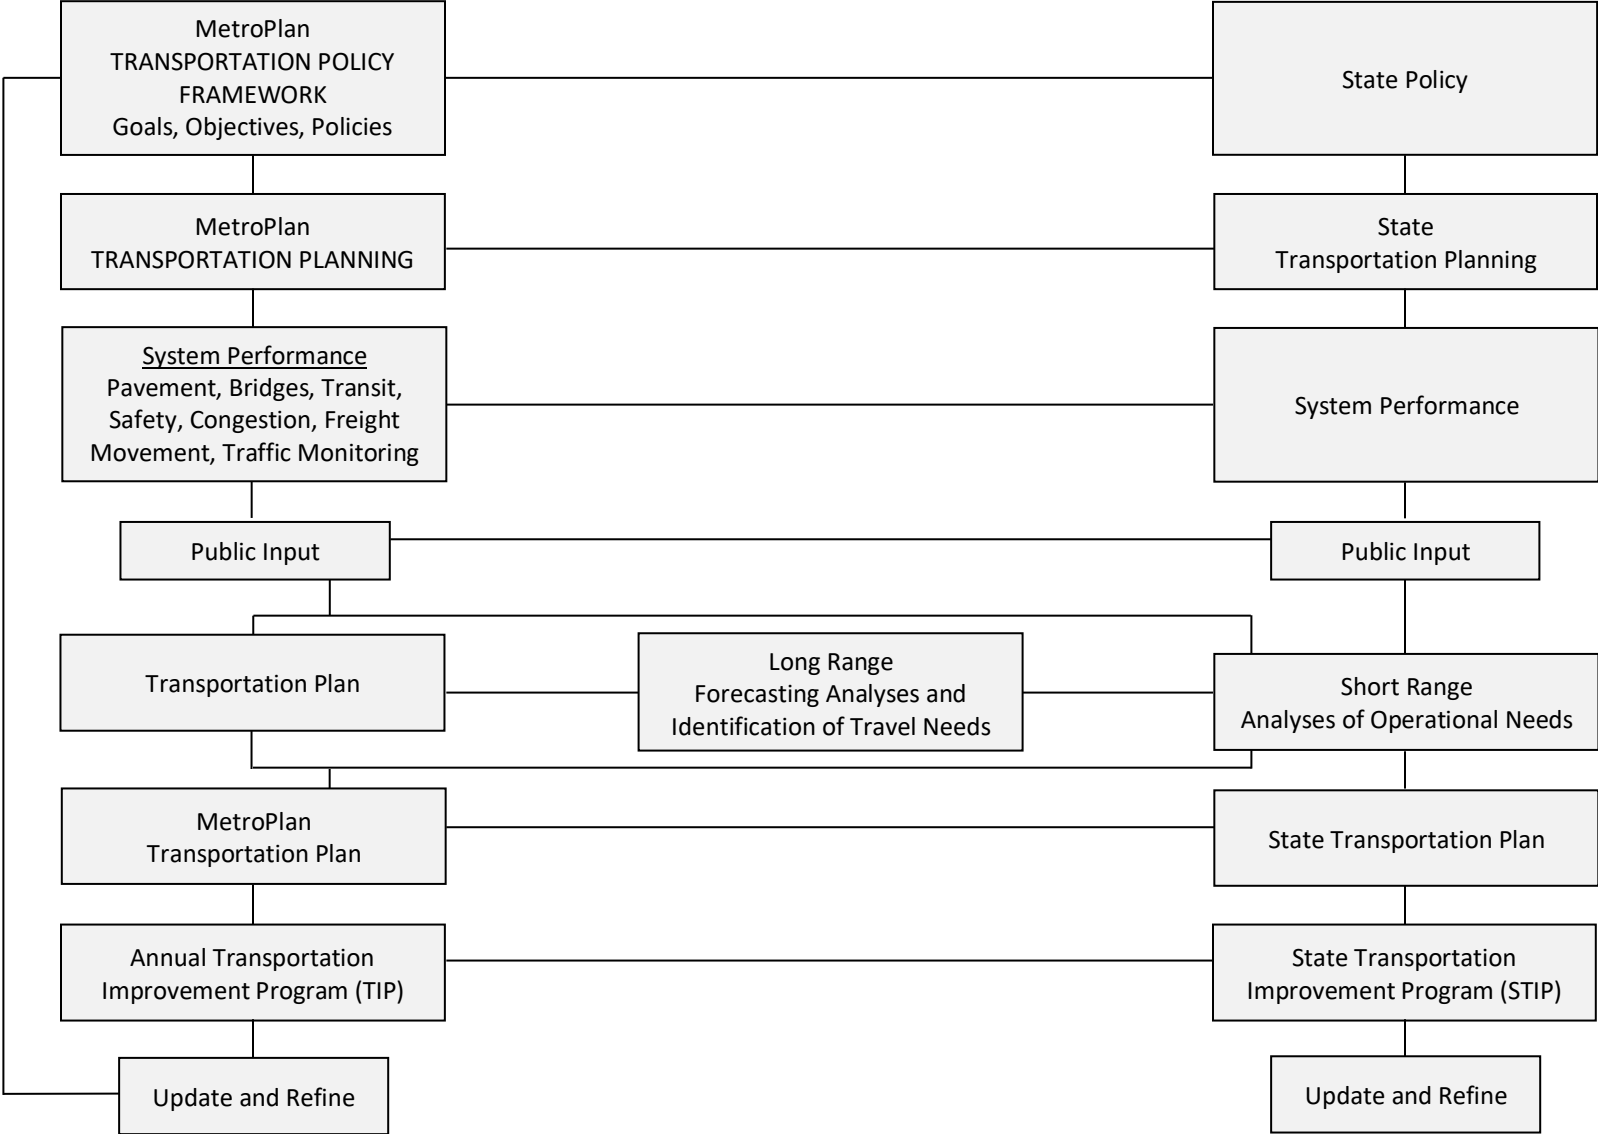 MetroPlan
TRANSPORTATION POLICY
FRAMEWORK
Goals, Objectives, Policies
State Policy
MetroPlan
TRANSPORTATION PLANNING
State
Transportation Planning
System Performance
Pavement, Bridges, Transit,
Safety, Congestion, Freight
Movement, Traffic Monitoring
System Performance
Public Input
Public Input
Transportation Plan
Long Range
Forecasting Analyses and
Identification of Travel Needs
Short Range
Analyses of Operational Needs
MetroPlan
Transportation Plan
State Transportation Plan
Annual Transportation
Improvement Program (TIP)
State Transportation
Improvement Program (STIP)
Update and Refine
Update and Refine